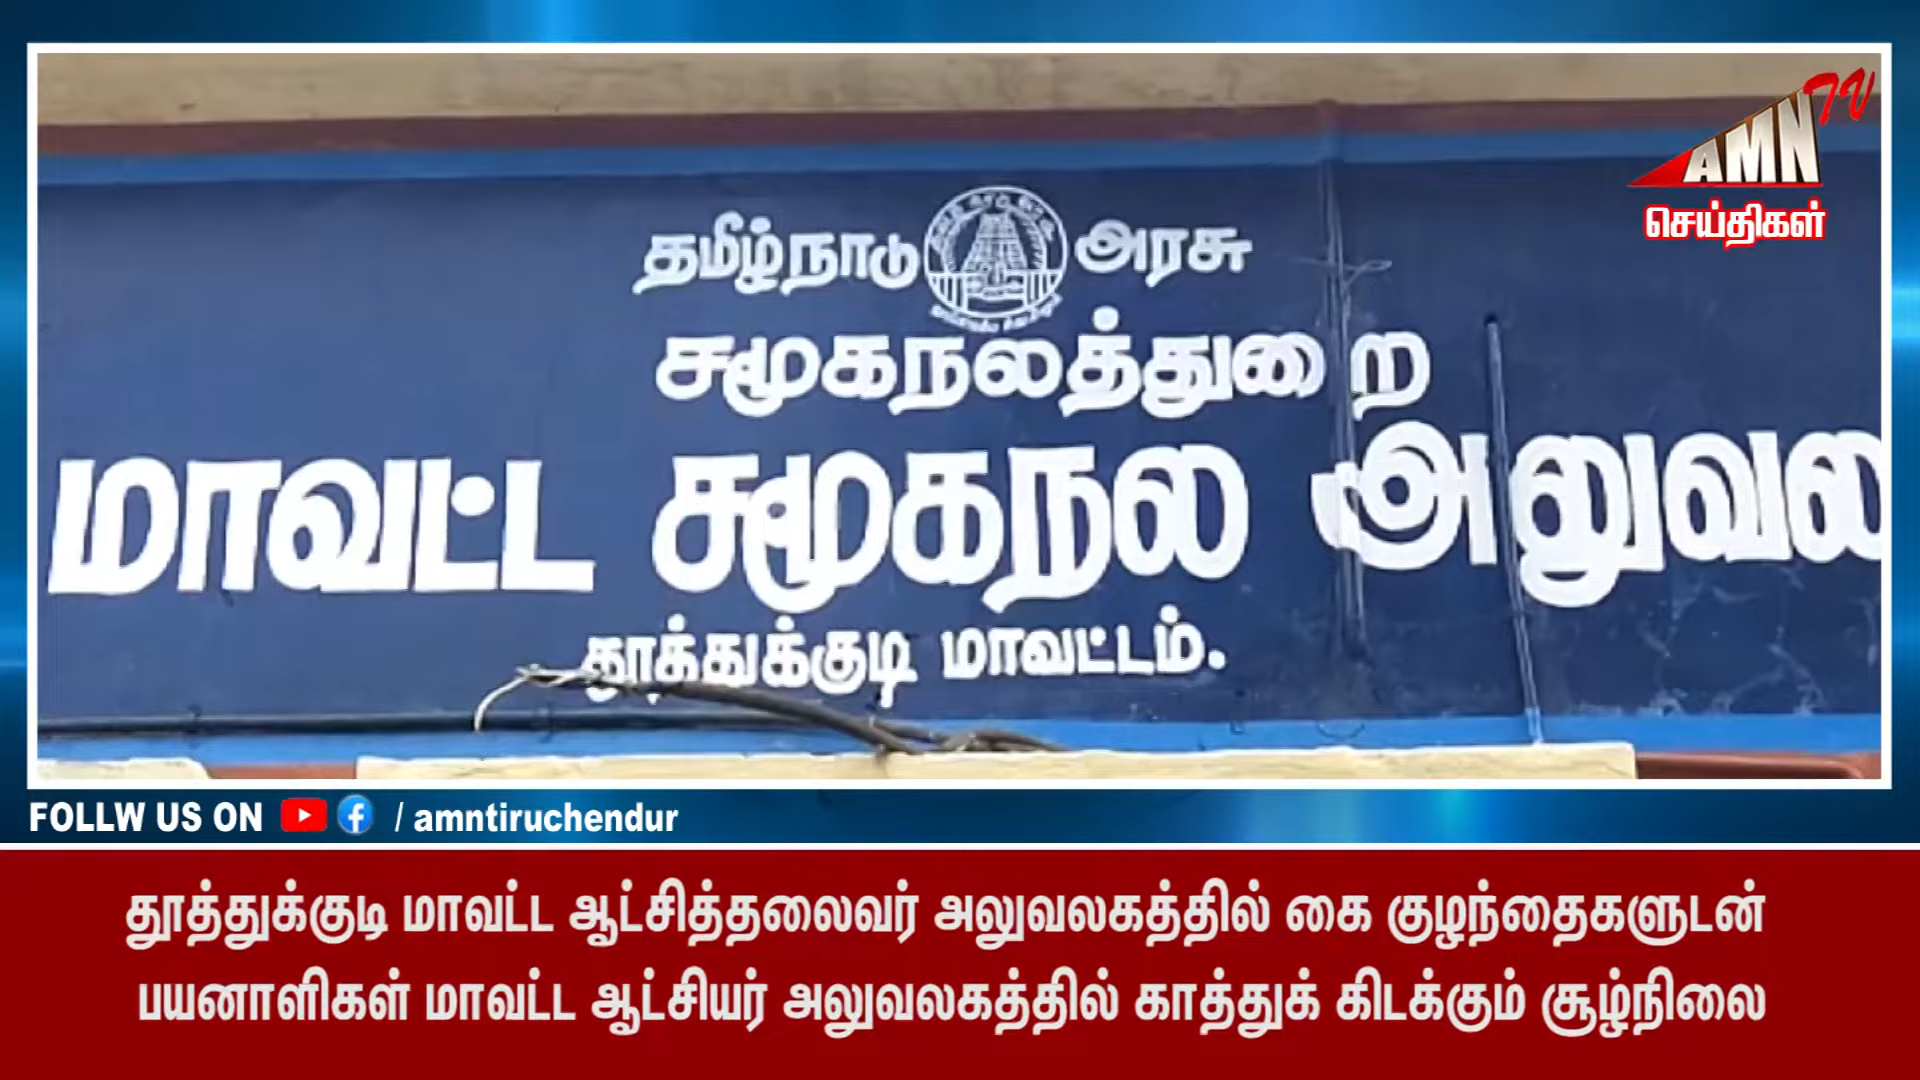 AMN TV
செய்திகள்
தமிழ்நாடு அரசு
சமூகநலத்துறை
மாவட்ட சமூகநல அலுவல
தூத்துக்குடி மாவட்டம்.
FOLLW US ON / amntiruchendur
தூத்துக்குடி மாவட்ட ஆட்சித்தலைவர் அலுவலகத்தில் கை குழந்தைகளுடன்
பயனாளிகள் மாவட்ட ஆட்சியர் அலுவலகத்தில் காத்துக் கிடக்கும் சூழ்நிலை